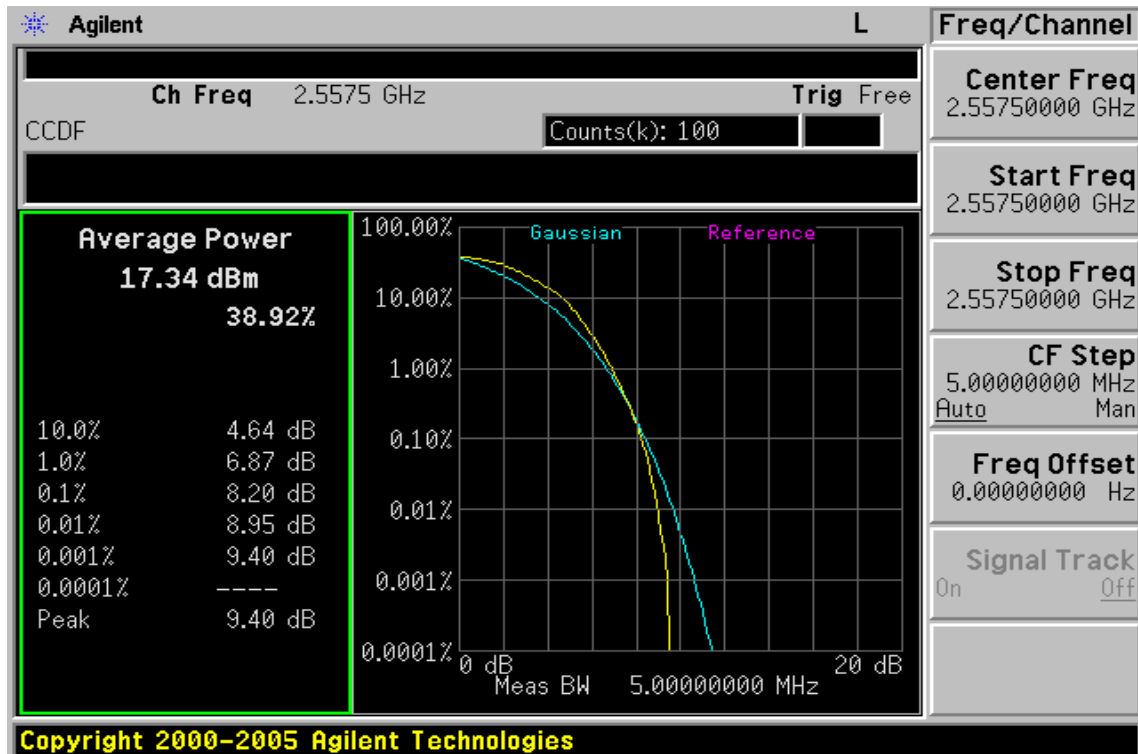 Agilent
L
Ch Freq 2.5575 GHz
Trig Free
CCDF
Counts(k): 100
Average Power
17.34 dBm
38.92%
10.0% 4.64 dB
1.0% 6.87 dB
0.1% 8.20 dB
0.01% 8.95 dB
0.001% 9.40 dB
0.0001% ----
Peak 9.40 dB
Gaussian
Reference
100.00%
10.00%
1.00%
0.10%
0.01%
0.001%
0.0001%
0 dB
20 dB
Meas BW 5.00000000 MHz
Freq/Channel
Center Freq
2.55750000 GHz
Start Freq
2.55750000 GHz
Stop Freq
2.55750000 GHz
CF Step
5.00000000 MHz
Auto Man
Freq Offset
0.00000000 Hz
Signal Track
On Off
Copyright 2000-2005 Agilent Technologies